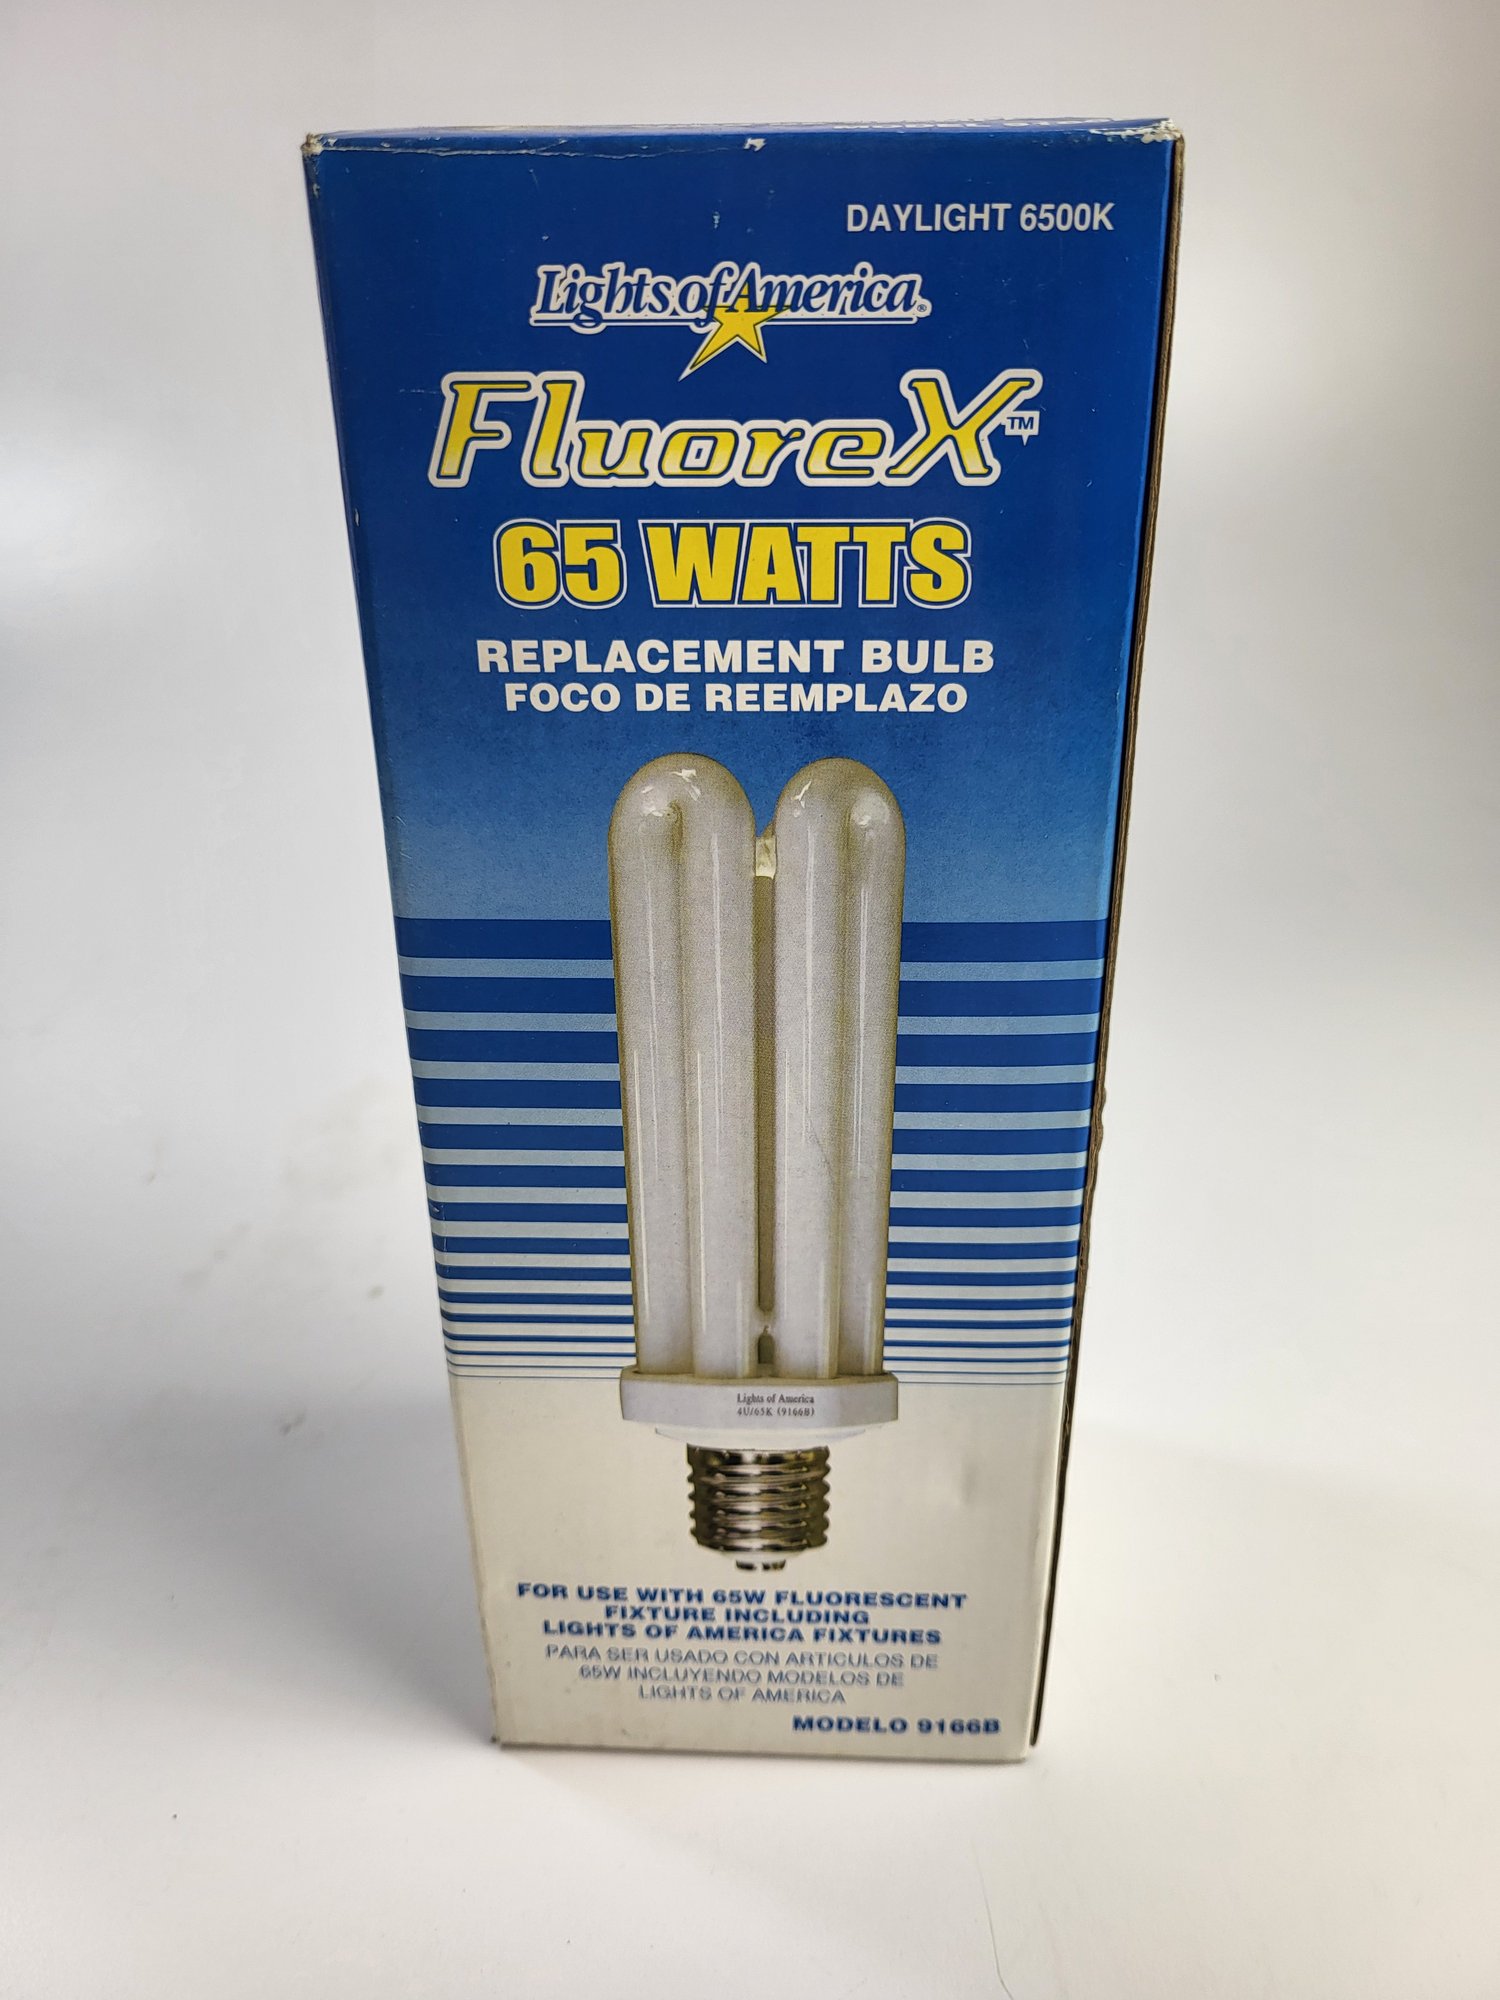 DAYLIGHT 6500K
Lights of America®
FluoreX™
65 WATTS
REPLACEMENT BULB
FOCO DE REEMPLAZO
Lights of America
4U/65K (9166B)
FOR USE WITH 65W FLUORESCENT
FIXTURE INCLUDING
LIGHTS OF AMERICA FIXTURES
PARA SER USADO CON ARTICULOS DE
65W INCLUYENDO MODELOS DE
LIGHTS OF AMERICA
MODELO 9166B